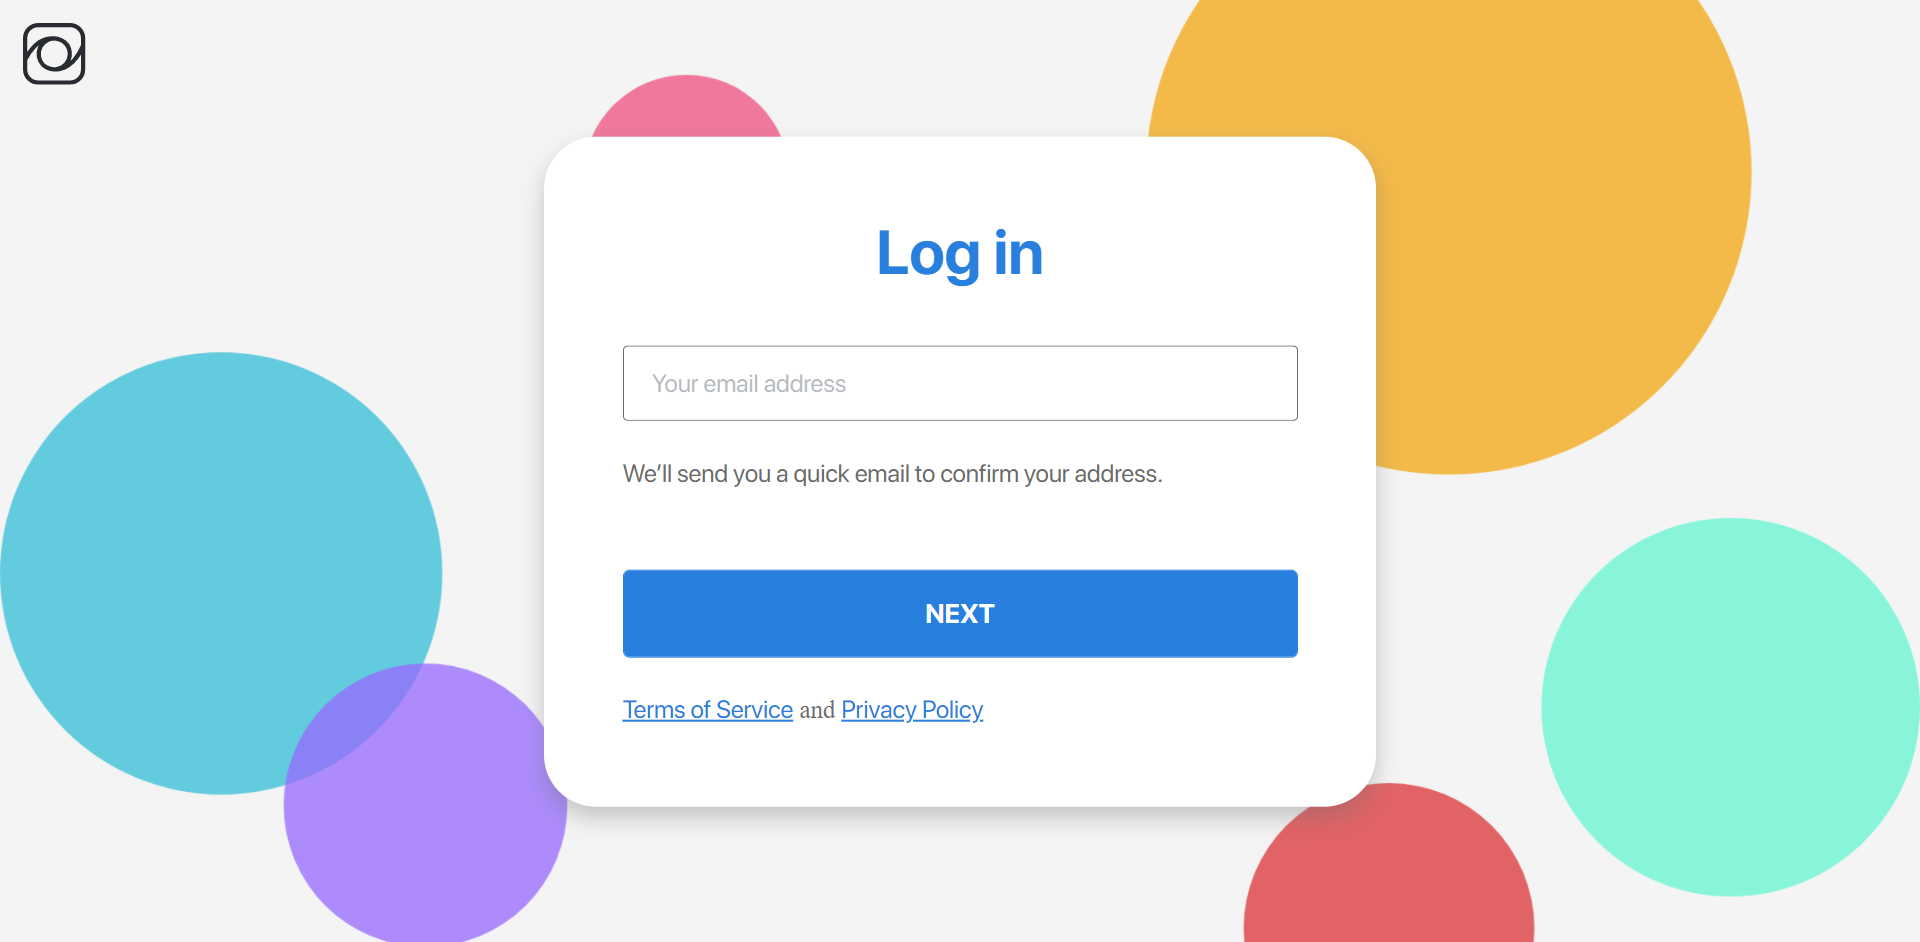 Log in
Your email address
We'll send you a quick email to confirm your address.
NEXT
Terms of Service and Privacy Policy